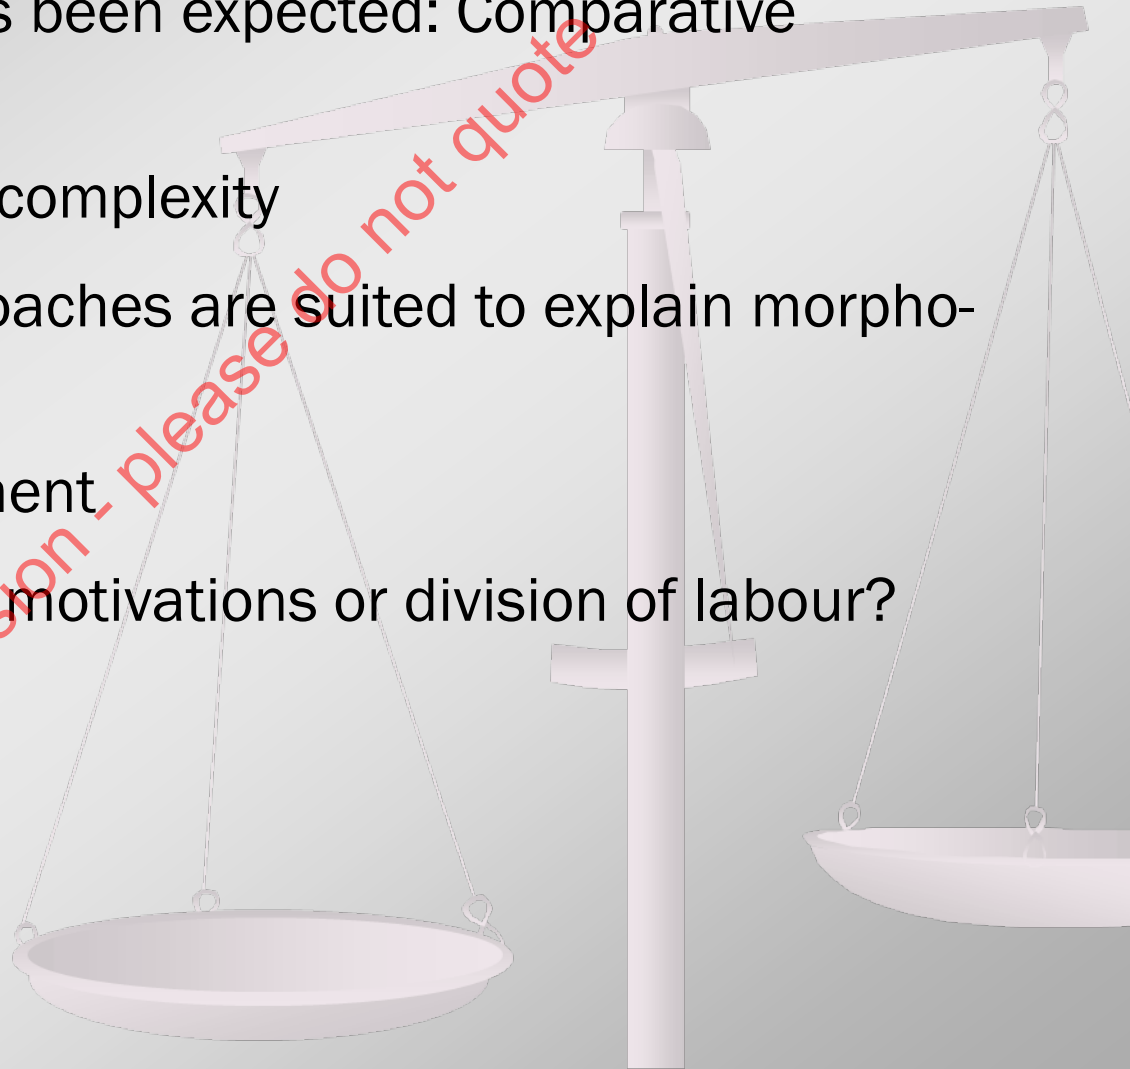 s been expected: Comparative
complexity
oaches are suited to explain morpho-
ent
motivations or division of labour?
sion - please do not quote